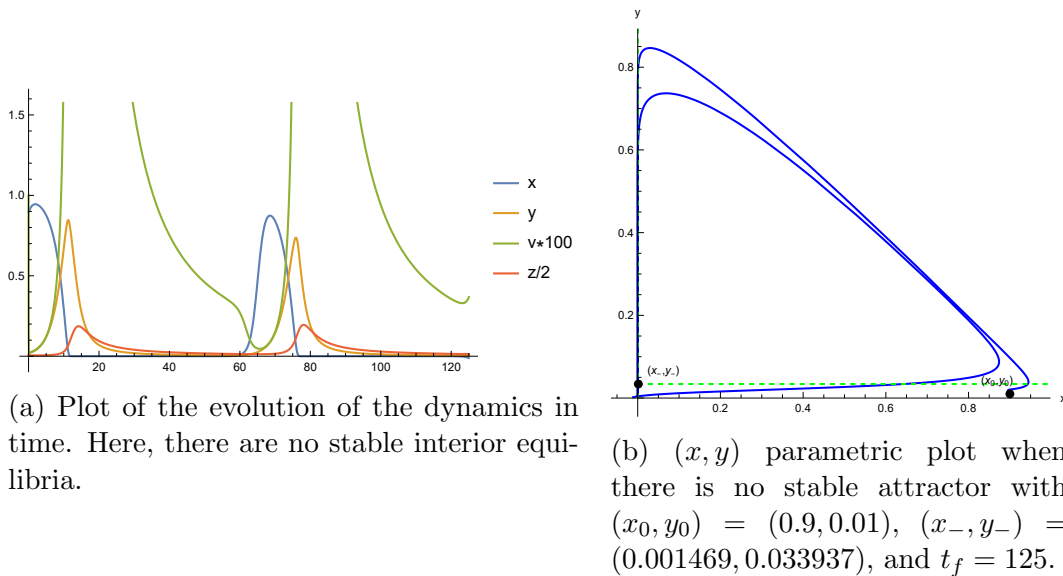 1.5
1.0
0.5
20 40 60 80 100 120
x
y
v*100
z/2
(a) Plot of the evolution of the dynamics in
time. Here, there are no stable interior equi-
libria.
y
0.8
0.6
0.4
0.2
(x₋,y₋)
(x₀,y₀)
0.2 0.4 0.6 0.8
x
(b) (x, y) parametric plot when
there is no stable attractor with
(x₀, y₀) = (0.9, 0.01), (x₋, y₋) =
(0.001469, 0.033937), and t_f = 125.